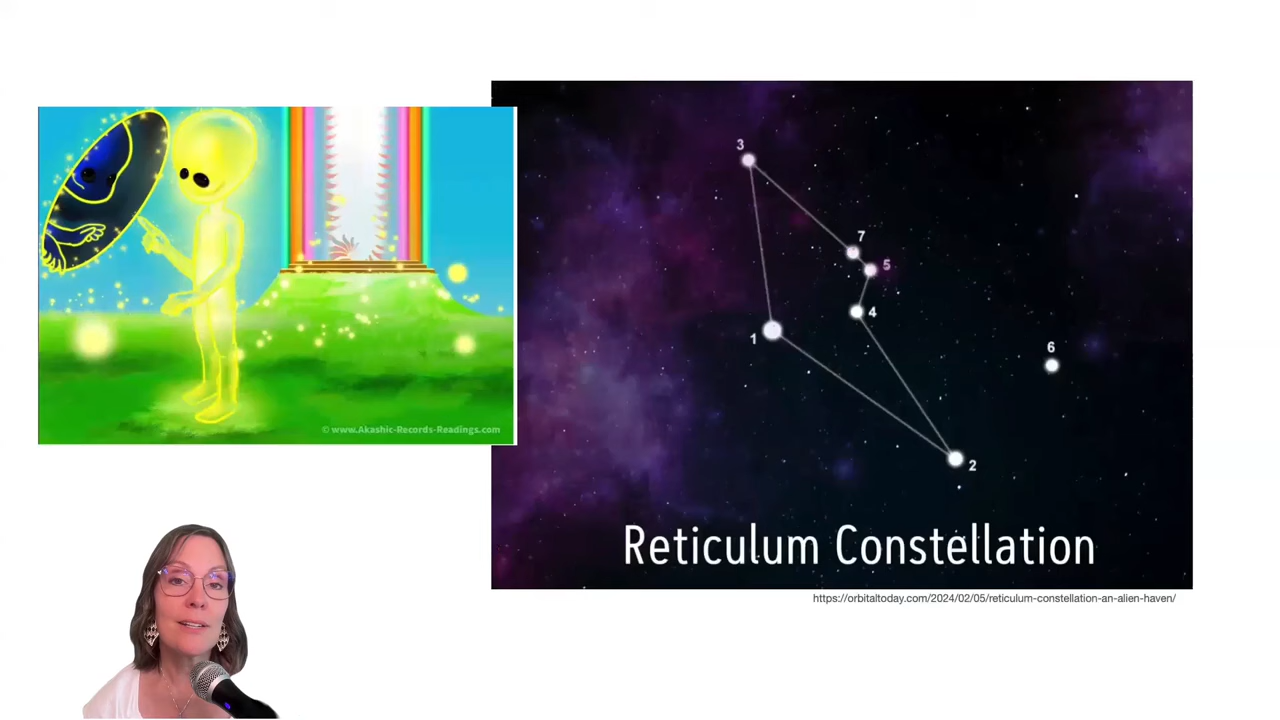 © www.Akashic-Records-Readings.com
3
7
5
4
1
6
2
Reticulum Constellation
https://orbitaltoday.com/2024/02/05/reticulum-constellation-an-alien-haven/